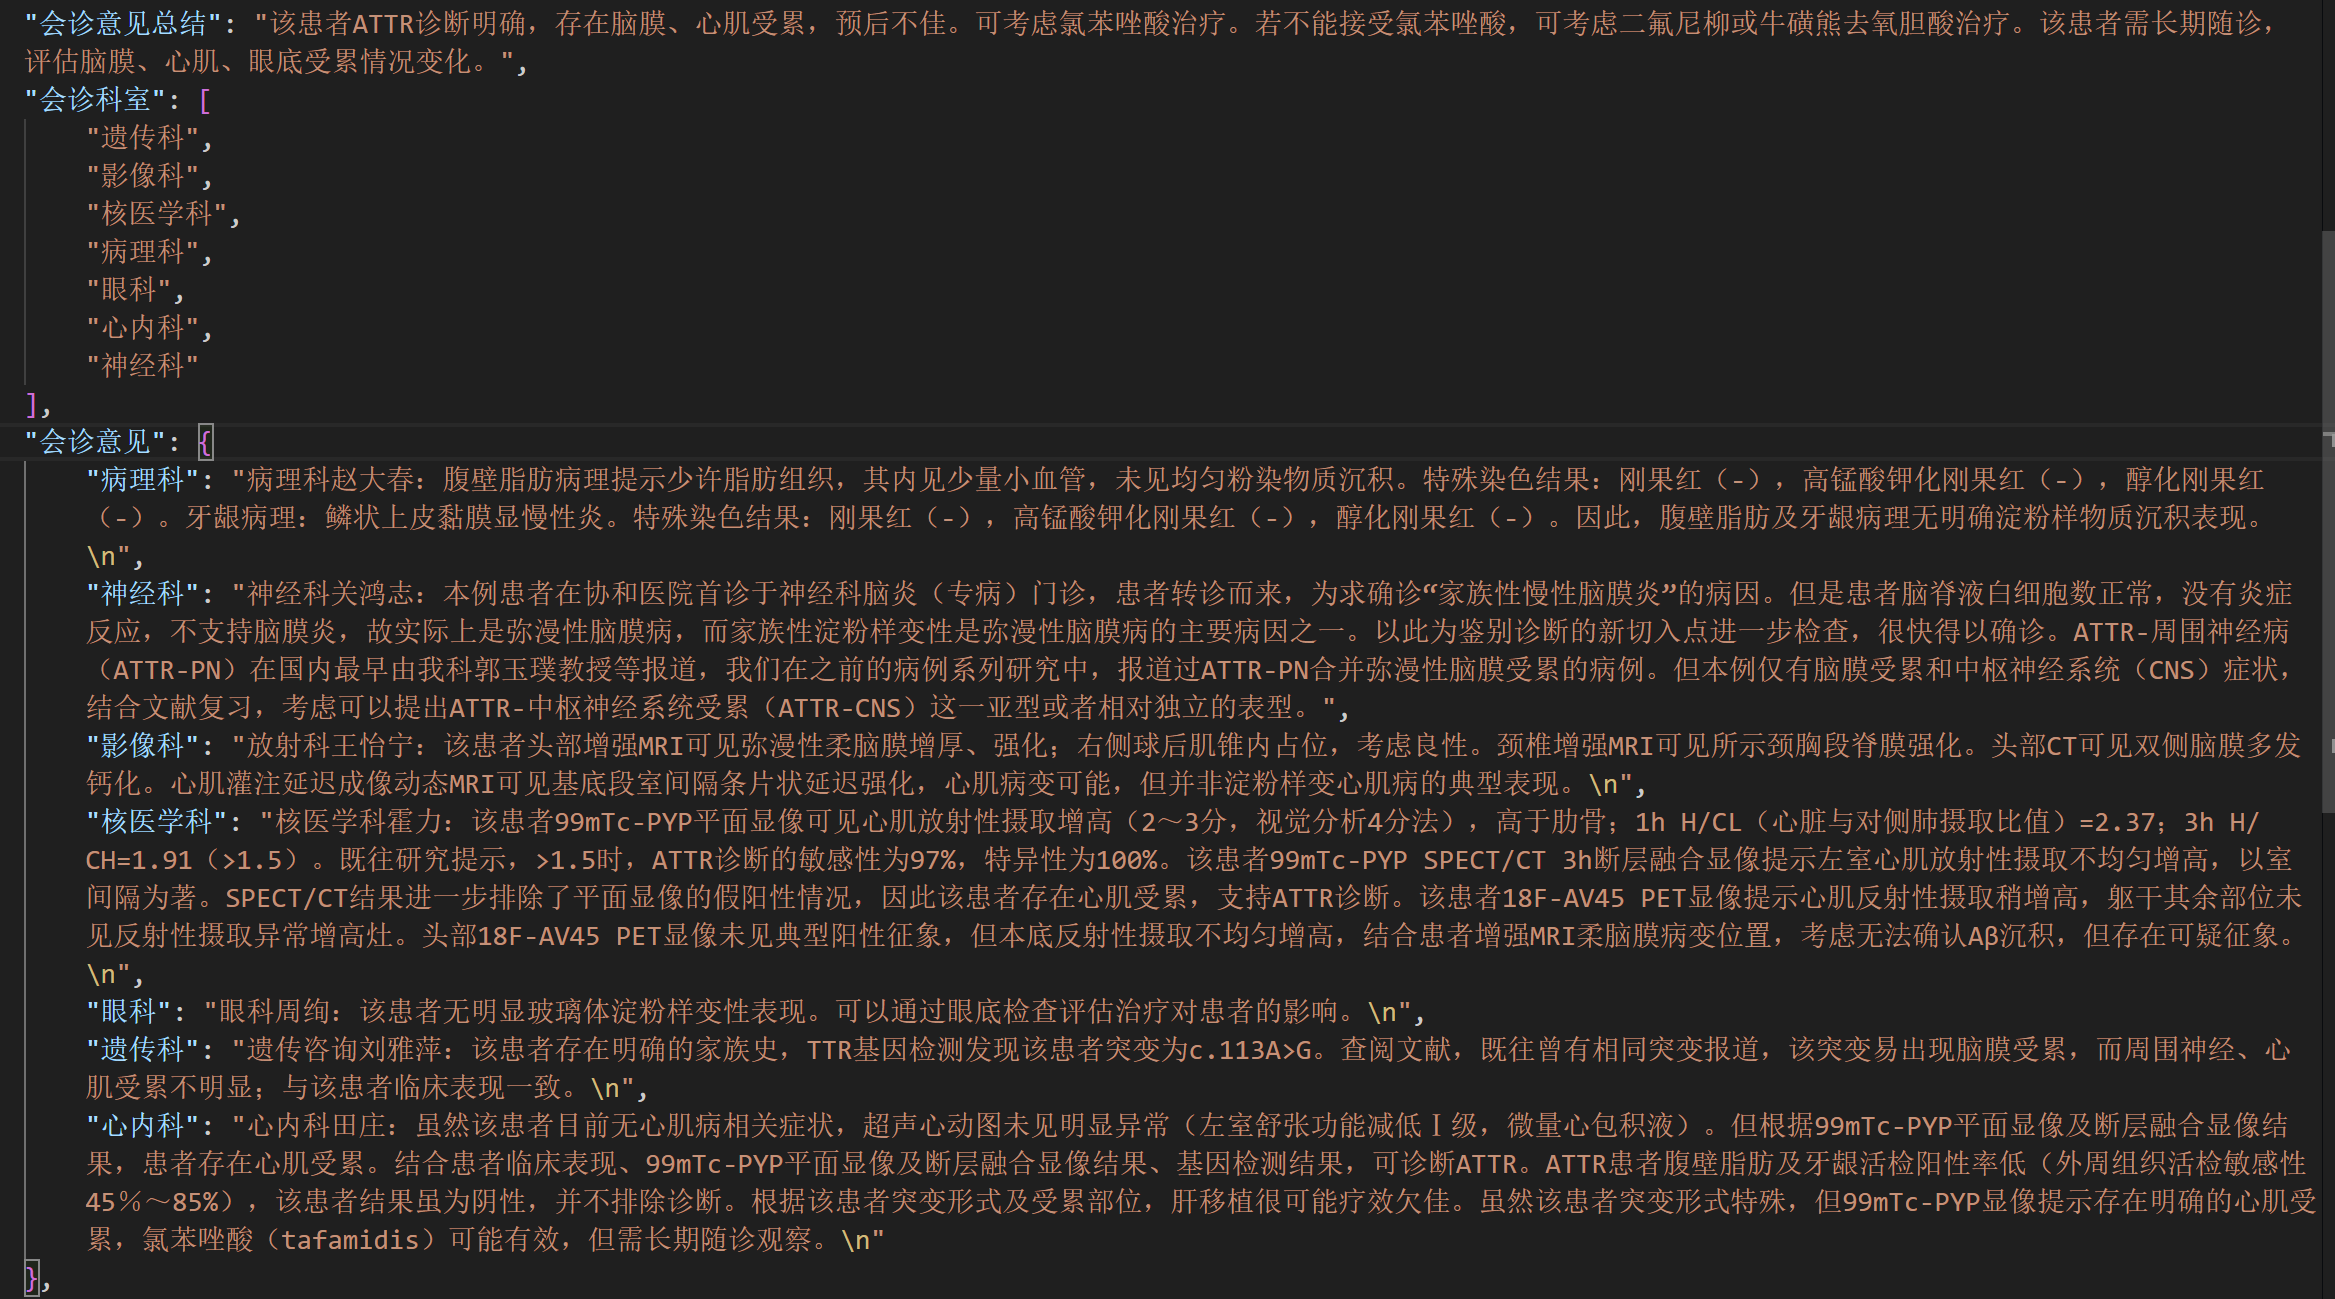 "会诊意见总结": "该患者ATTR诊断明确，存在脑膜、心肌受累，预后不佳。可考虑氯苯唑酸治疗。若不能接受氯苯唑酸，可考虑二氟尼柳或牛磺熊去氧胆酸治疗。该患者需长期随诊，
评估脑膜、心肌、眼底受累情况变化。",
"会诊科室": [
"遗传科",
"影像科",
"核医学科",
"病理科",
"眼科",
"心内科",
"神经科"
],
"会诊意见": {
"病理科": "病理科赵大春：腹壁脂肪病理提示少许脂肪组织，其内见少量小血管，未见均匀粉染物质沉积。特殊染色结果：刚果红（-），高锰酸钾化刚果红（-），醇化刚果红
（-）。牙龈病理：鳞状上皮黏膜显慢性炎。特殊染色结果：刚果红（-），高锰酸钾化刚果红（-），醇化刚果红（-）。因此，腹壁脂肪及牙龈病理无明确淀粉样物质沉积表现。
\n",
"神经科": "神经科关鸿志：本例患者在协和医院首诊于神经科脑炎（专病）门诊，患者转诊而来，为求确诊“家族性慢性脑膜炎”的病因。但是患者脑脊液白细胞数正常，没有炎症
反应，不支持脑膜炎，故实际上是弥漫性脑膜病，而家族性淀粉样变性是弥漫性脑膜病的主要病因之一。以此为鉴别诊断的新切入点进一步检查，很快得以确诊。ATTR-周围神经病
（ATTR-PN）在国内最早由我科郭玉璞教授等报道，我们在之前的病例系列研究中，报道过ATTR-PN合并弥漫性脑膜受累的病例。但本例仅有脑膜受累和中枢神经系统（CNS）症状，
结合文献复习，考虑可以提出ATTR-中枢神经系统受累（ATTR-CNS）这一亚型或者相对独立的表型。",
"影像科": "放射科王怡宁：该患者头部增强MRI可见弥漫性柔脑膜增厚、强化；右侧球后肌锥内占位，考虑良性。颈椎增强MRI可见所示颈胸段脊膜强化。头部CT可见双侧脑膜多发
钙化。心肌灌注延迟成像动态MRI可见基底段室间隔条片状延迟强化，心肌病变可能，但并非淀粉样变心肌病的典型表现。\n",
"核医学科": "核医学科霍力：该患者99mTc-PYP平面显像可见心肌放射性摄取增高（2～3分，视觉分析4分法），高于肋骨；1h H/CL（心脏与对侧肺摄取比值）=2.37；3h H/
CH=1.91（>1.5）。既往研究提示，>1.5时，ATTR诊断的敏感性为97%，特异性为100%。该患者99mTc-PYP SPECT/CT 3h断层融合显像提示左室心肌放射性摄取不均匀增高，以室
间隔为著。SPECT/CT结果进一步排除了平面显像的假阳性情况，因此该患者存在心肌受累，支持ATTR诊断。该患者18F-AV45 PET显像提示心肌反射性摄取稍增高，躯干其余部位未
见反射性摄取异常增高灶。头部18F-AV45 PET显像未见典型阳性征象，但本底反射性摄取不均匀增高，结合患者增强MRI柔脑膜病变位置，考虑无法确认Aβ沉积，但存在可疑征象。
\n",
"眼科": "眼科周绚：该患者无明显玻璃体淀粉样变性表现。可以通过眼底检查评估治疗对患者的影响。\n",
"遗传科": "遗传咨询刘雅萍：该患者存在明确的家族史，TTR基因检测发现该患者突变为c.113A>G。查阅文献，既往曾有相同突变报道，该突变易出现脑膜受累，而周围神经、心
肌受累不明显；与该患者临床表现一致。\n",
"心内科": "心内科田庄：虽然该患者目前无心肌病相关症状，超声心动图未见明显异常（左室舒张功能减低Ⅰ级，微量心包积液）。但根据99mTc-PYP平面显像及断层融合显像结
果，患者存在心肌受累。结合患者临床表现、99mTc-PYP平面显像及断层融合显像结果、基因检测结果，可诊断ATTR。ATTR患者腹壁脂肪及牙龈活检阳性率低（外周组织活检敏感性
45％～85%），该患者结果虽为阴性，并不排除诊断。根据该患者突变形式及受累部位，肝移植很可能疗效欠佳。虽然该患者突变形式特殊，但99mTc-PYP显像提示存在明确的心肌受
累，氯苯唑酸（tafamidis）可能有效，但需长期随诊观察。\n"
},